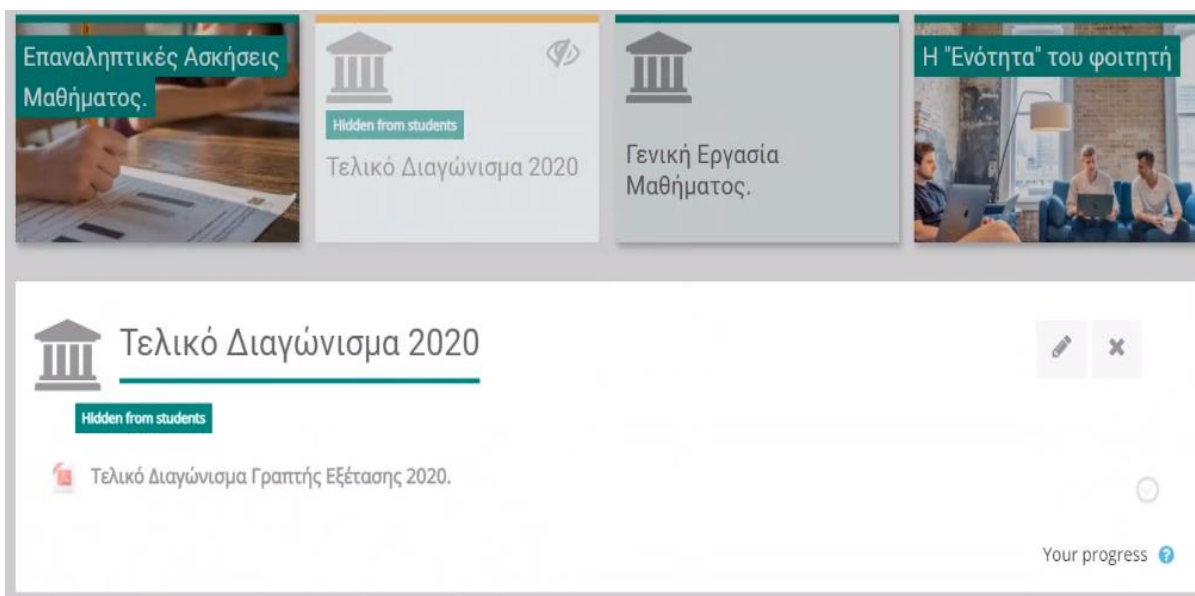 Επαναληπτικές Ασκήσεις
Μαθήματος.
Hidden from students
Τελικό Διαγώνισμα 2020
Γενική Εργασία
Μαθήματος.
Η "Ενότητα" του φοιτητή
Τελικό Διαγώνισμα 2020
Hidden from students
Τελικό Διαγώνισμα Γραπτής Εξέτασης 2020.
Your progress